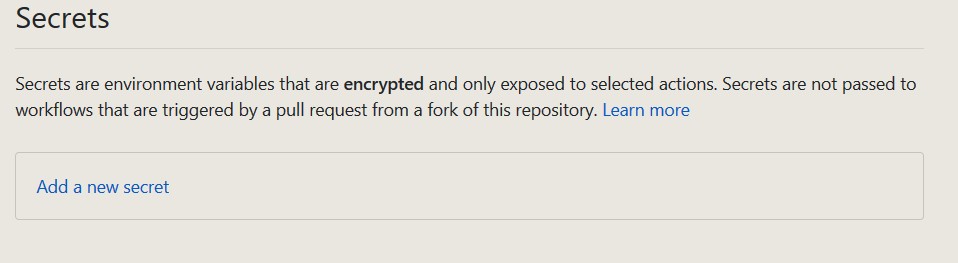 Secrets
Secrets are environment variables that are encrypted and only exposed to selected actions. Secrets are not passed to
workflows that are triggered by a pull request from a fork of this repository. Learn more
Add a new secret